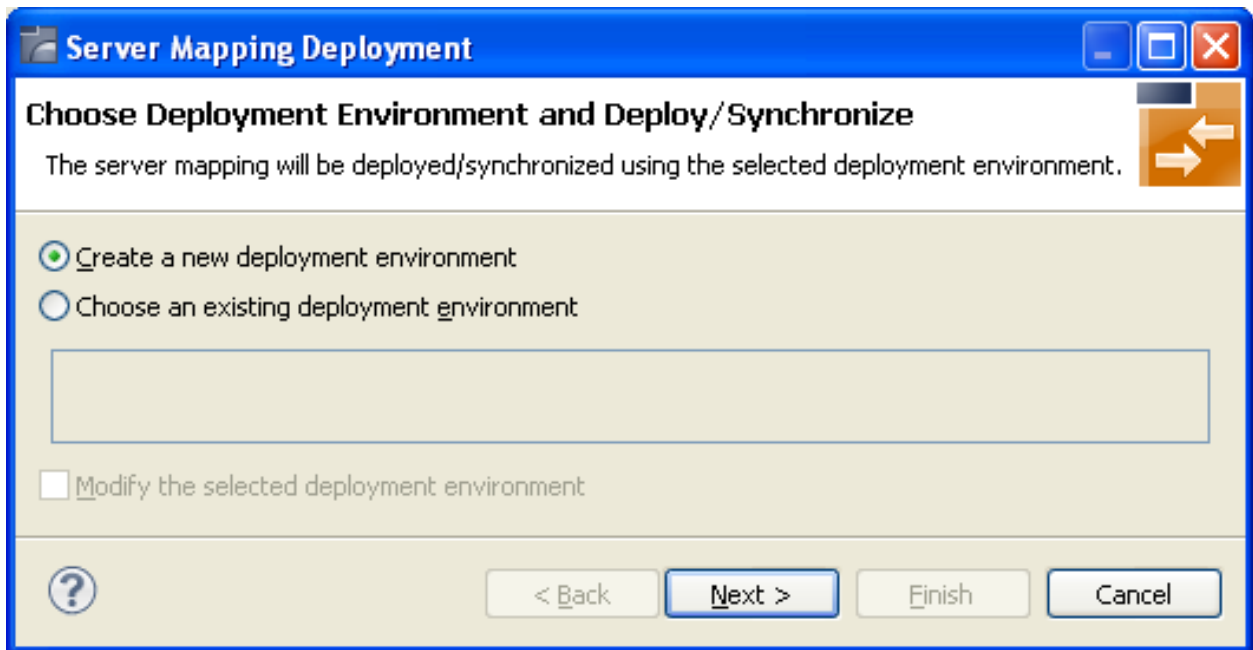 Server Mapping Deployment
Choose Deployment Environment and Deploy/Synchronize
The server mapping will be deployed/synchronized using the selected deployment environment.
Create a new deployment environment
Choose an existing deployment environment
Modify the selected deployment environment
? < Back Next > Finish Cancel